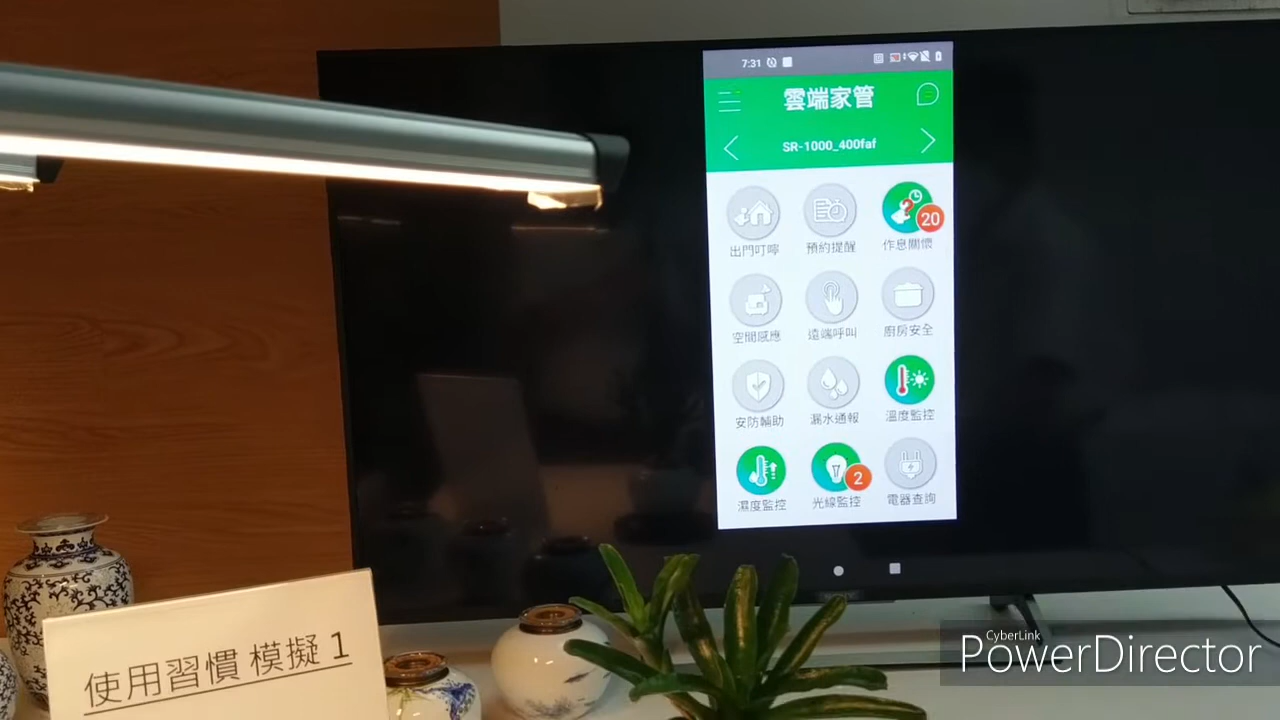 7:31
雲端家管
SR-1000_400faf
出門叮嚀
預約提醒
20
作息關懷
空間感應
遠端呼叫
廚房安全
安防輔助
漏水通報
溫度監控
濕度監控
2
光線監控
電器查詢
使用習慣 模擬 1
CyberLink
PowerDirector